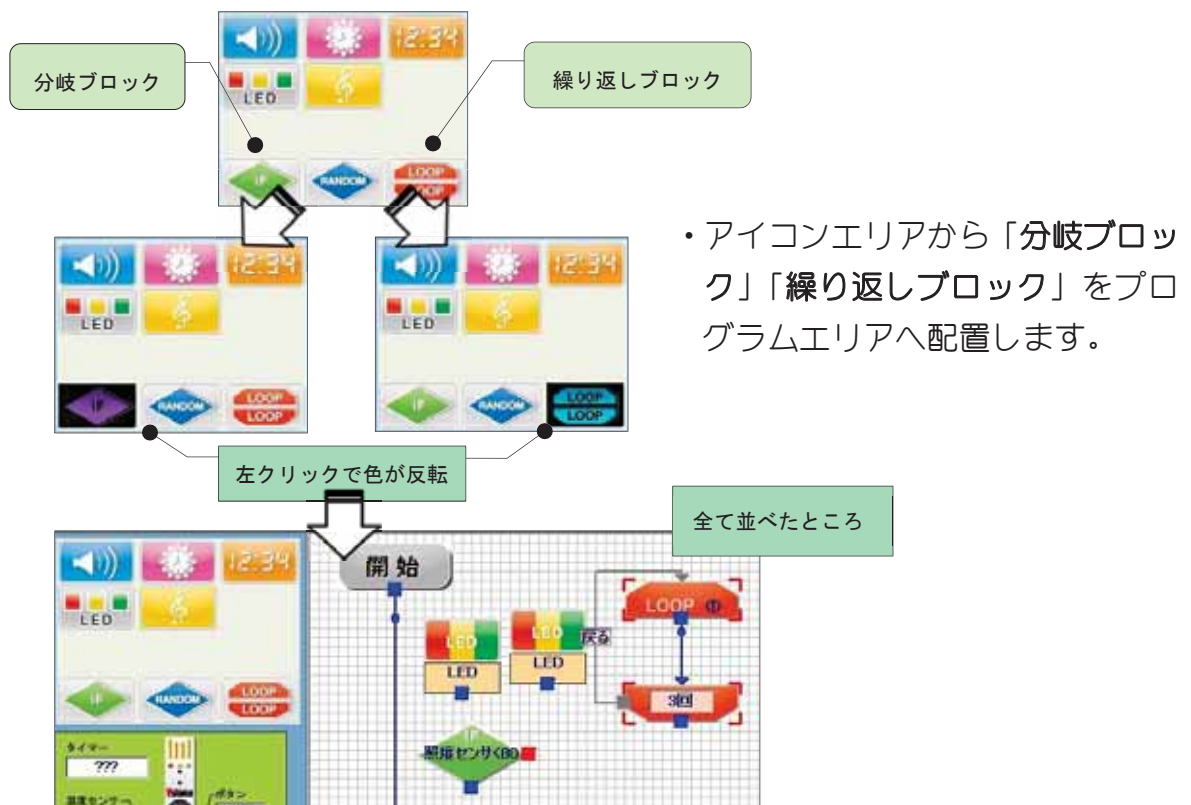 12:34
分岐ブロック
繰り返しブロック
LED
IF
RANDOM
LOOP
LOOP
・アイコンエリアから「分岐ブロッ
ク」「繰り返しブロック」をプロ
グラムエリアへ配置します。
12:34
LED
IF
RANDOM
LOOP
LOOP
12:34
LED
IF
RANDOM
LOOP
LOOP
左クリックで色が反転
全て並べたところ
12:34
LED
IF
RANDOM
LOOP
LOOP
開始
LED
LED
LED
LED
戻る
LOOP ①
3回
タイマー
???
ボタン